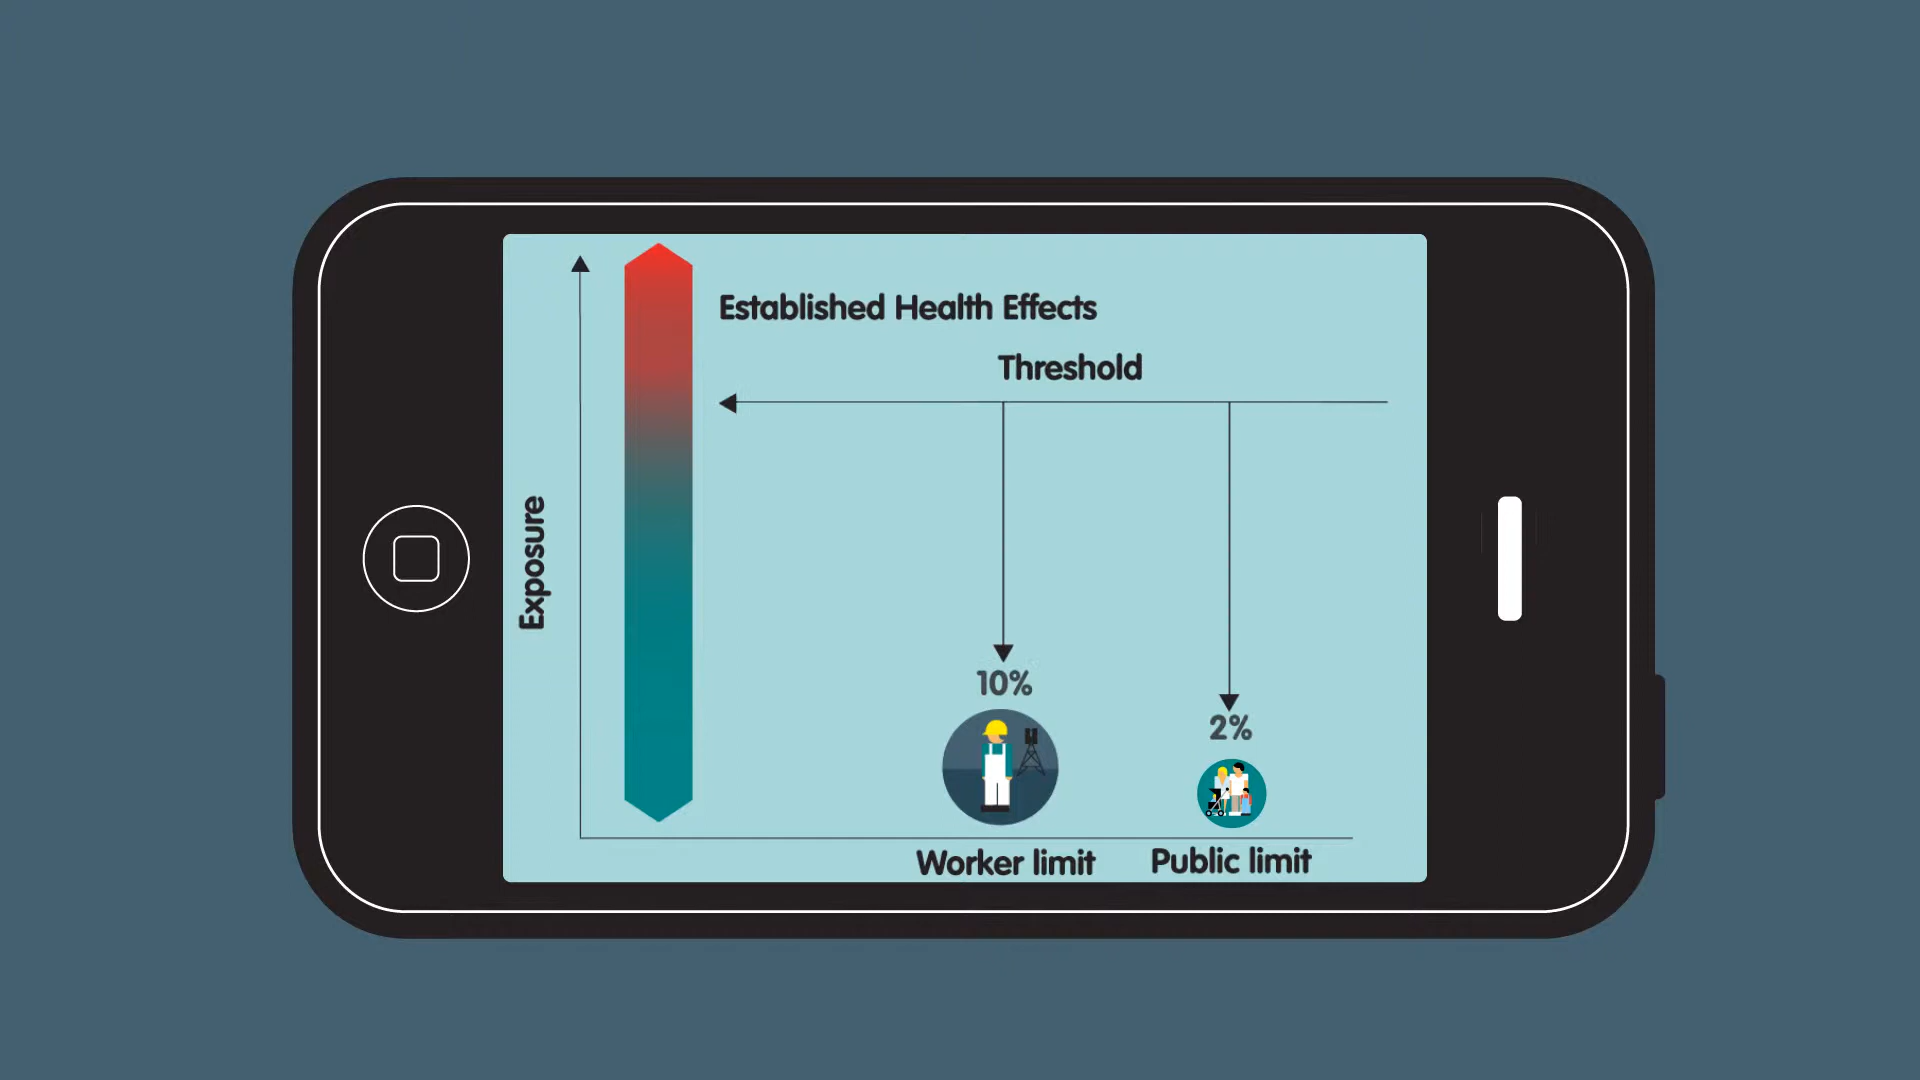 Established Health Effects
Threshold
Exposure
10%
2%
Worker limit
Public limit